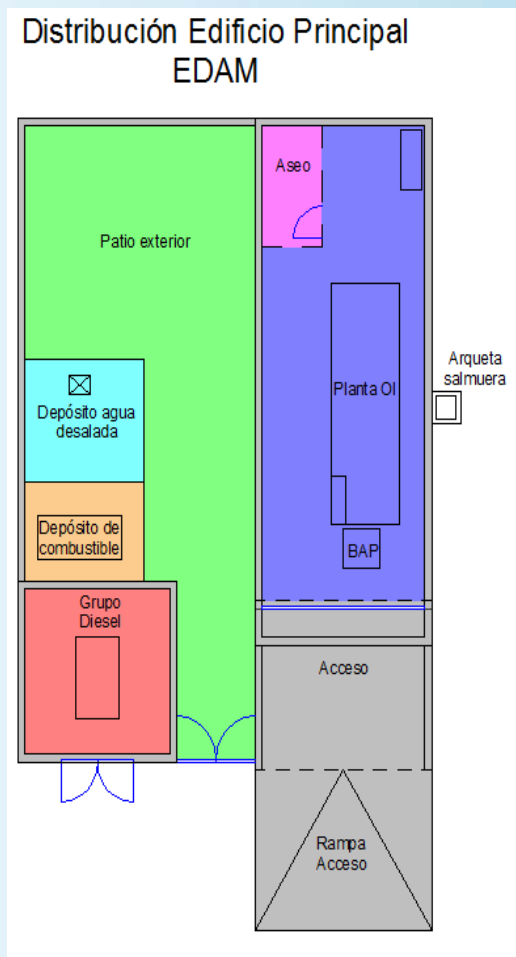 Distribución Edificio Principal
EDAM
Aseo
Patio exterior
Arqueta
salmuera
Planta OI
Depósito agua
desalada
Depósito de
combustible
BAP
Grupo
Diesel
Acceso
Rampa
Acceso